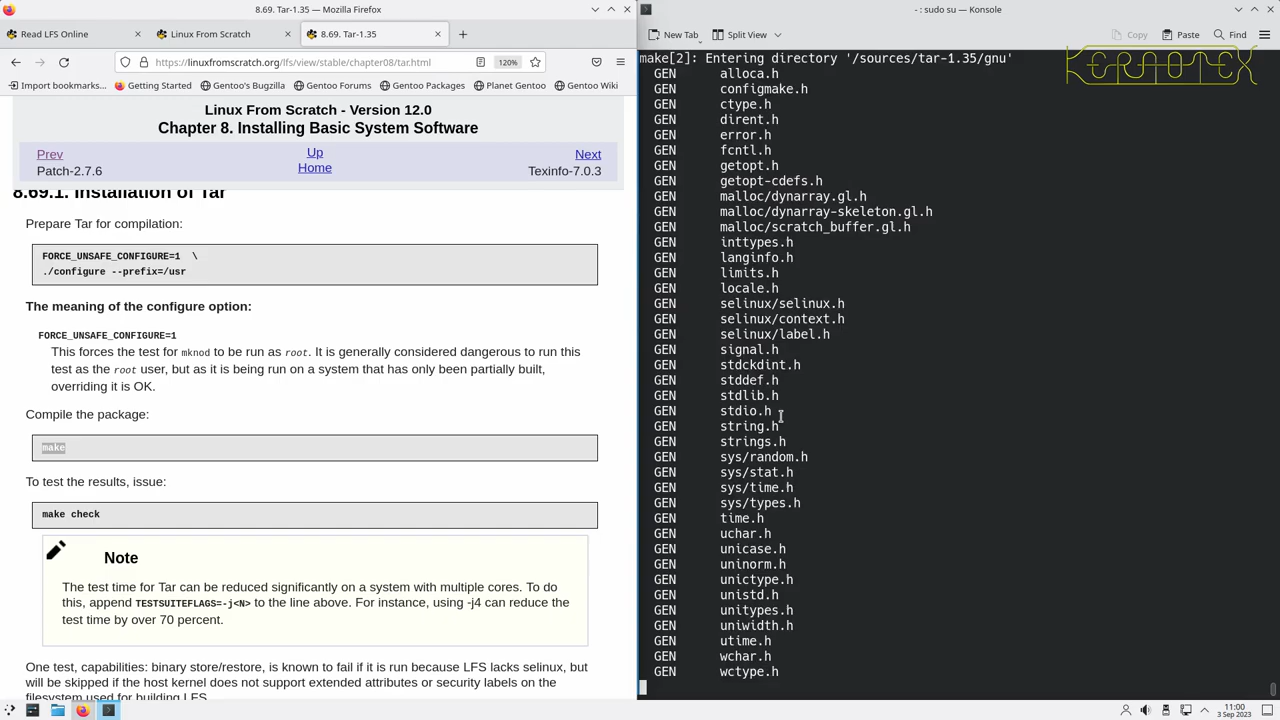 8.69. Tar-1.35 — Mozilla Firefox
- : sudo su — Konsole
Read LFS Online
Linux From Scratch
8.69. Tar-1.35
https://linuxfromscratch.org/lfs/view/stable/chapter08/tar.html
120%
Import bookmarks...
Getting Started
Gentoo's Bugzilla
Gentoo Forums
Gentoo Packages
Planet Gentoo
Gentoo Wiki
Linux From Scratch - Version 12.0
Chapter 8. Installing Basic System Software
Prev
Up
Next
Patch-2.7.6
Home
Texinfo-7.0.3
8.69.1. Installation of Tar
Prepare Tar for compilation:
FORCE_UNSAFE_CONFIGURE=1 \
./configure --prefix=/usr
The meaning of the configure option:
FORCE_UNSAFE_CONFIGURE=1
This forces the test for mknod to be run as root. It is generally considered dangerous to run this
test as the root user, but as it is being run on a system that has only been partially built,
overriding it is OK.
Compile the package:
make
To test the results, issue:
make check
Note
The test time for Tar can be reduced significantly on a system with multiple cores. To do
this, append TESTSUITEFLAGS=-j<N> to the line above. For instance, using -j4 can reduce the
test time by over 70 percent.
One test, capabilities: binary store/restore, is known to fail if it is run because LFS lacks selinux, but
will be skipped if the host kernel does not support extended attributes or security labels on the
filesystem used for building LFS.
New Tab
Split View
Copy
Paste
Find
KERNOTEX
make[2]: Entering directory '/sources/tar-1.35/gnu'
GEN alloca.h
GEN configmake.h
GEN ctype.h
GEN dirent.h
GEN error.h
GEN fcntl.h
GEN getopt.h
GEN getopt-cdefs.h
GEN malloc/dynarray.gl.h
GEN malloc/dynarray-skeleton.gl.h
GEN malloc/scratch_buffer.gl.h
GEN inttypes.h
GEN langinfo.h
GEN limits.h
GEN locale.h
GEN selinux/selinux.h
GEN selinux/context.h
GEN selinux/label.h
GEN signal.h
GEN stdckdint.h
GEN stddef.h
GEN stdlib.h
GEN stdio.h
GEN string.h
GEN strings.h
GEN sys/random.h
GEN sys/stat.h
GEN sys/time.h
GEN sys/types.h
GEN time.h
GEN uchar.h
GEN unicase.h
GEN uninorm.h
GEN unictype.h
GEN unistd.h
GEN unitypes.h
GEN uniwidth.h
GEN utime.h
GEN wchar.h
GEN wctype.h
11:00
3 Sep 2023